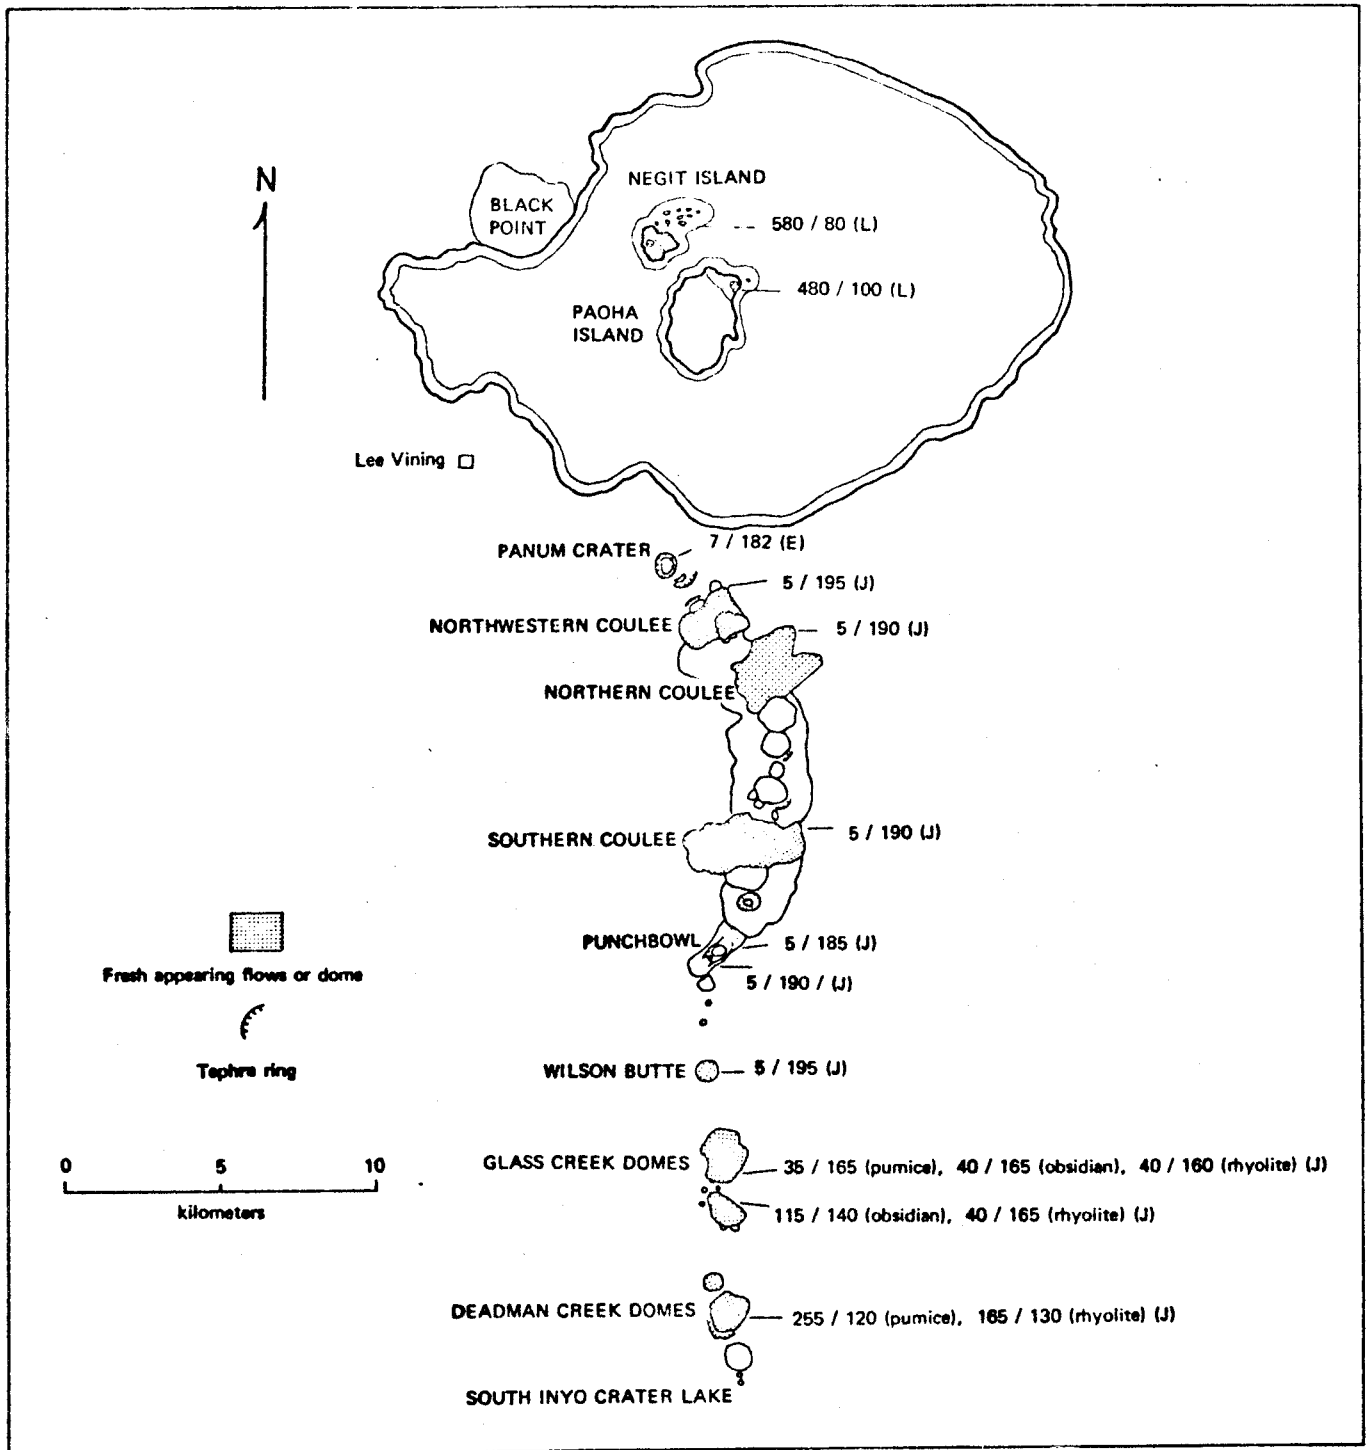 N
NEGIT ISLAND
BLACK
POINT
580 / 80 (L)
480 / 100 (L)
PAOHA
ISLAND
Lee Vining
PANUM CRATER
7 / 182 (E)
5 / 195 (J)
NORTHWESTERN COULEE
5 / 190 (J)
NORTHERN COULEE
SOUTHERN COULEE
5 / 190 (J)
PUNCHBOWL
5 / 185 (J)
5 / 190 / (J)
Fresh appearing flows or dome
Tephra ring
WILSON BUTTE
5 / 195 (J)
0 5 10
kilometers
GLASS CREEK DOMES
35 / 165 (pumice), 40 / 165 (obsidian), 40 / 160 (rhyolite) (J)
115 / 140 (obsidian), 40 / 165 (rhyolite) (J)
DEADMAN CREEK DOMES
255 / 120 (pumice), 165 / 130 (rhyolite) (J)
SOUTH INYO CRATER LAKE